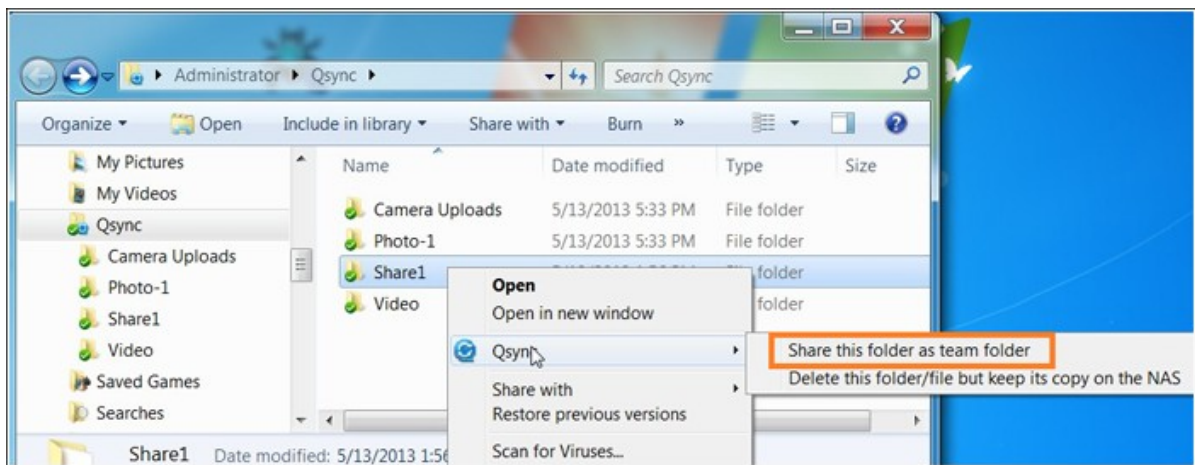 Administrator ▸ Qsync ▸
Search Qsync
Organize Open Include in library Share with Burn »
My Pictures
My Videos
Qsync
Camera Uploads
Photo-1
Share1
Video
Saved Games
Searches
Name Date modified Type Size
Camera Uploads 5/13/2013 5:33 PM File folder
Photo-1 5/13/2013 5:33 PM File folder
Share1 folder
Video folder
Open
Open in new window
Qsync
Share with
Restore previous versions
Scan for Viruses...
Share this folder as team folder
Delete this folder/file but keep its copy on the NAS
Share1 Date modified: 5/13/2013 1:56